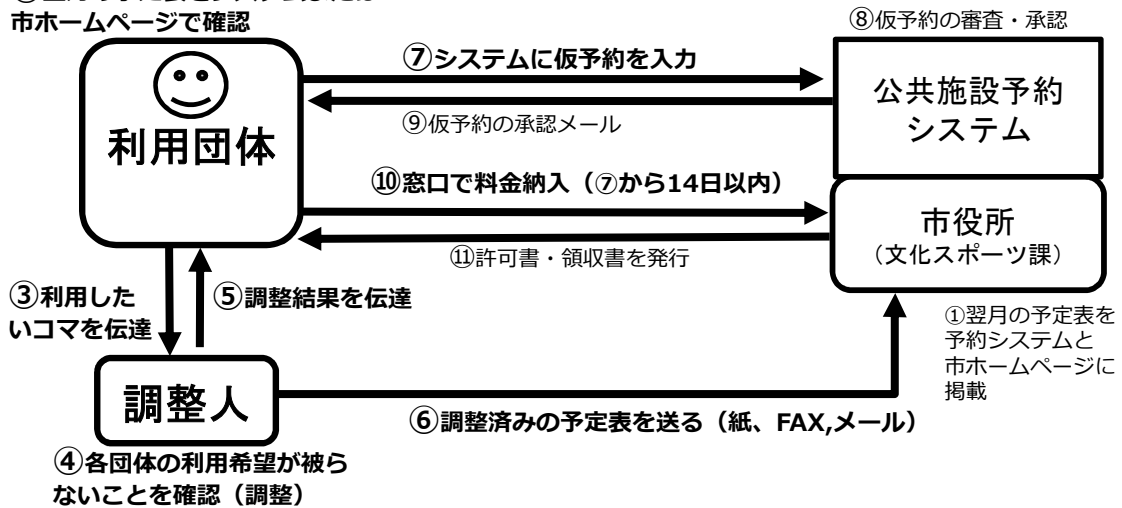 市ホームページで確認
⑧仮予約の審査・承認
⑦システムに仮予約を入力
公共施設予約
システム
⑨仮予約の承認メール
利用団体
⑩窓口で料金納入（⑦から14日以内）
市役所
（文化スポーツ課）
⑪許可書・領収書を発行
③利用した
いコマを伝達
⑤調整結果を伝達
①翌月の予定表を
予約システムと
市ホームページに
掲載
調整人
⑥調整済みの予定表を送る（紙、FAX,メール）
④各団体の利用希望が被ら
ないことを確認（調整）